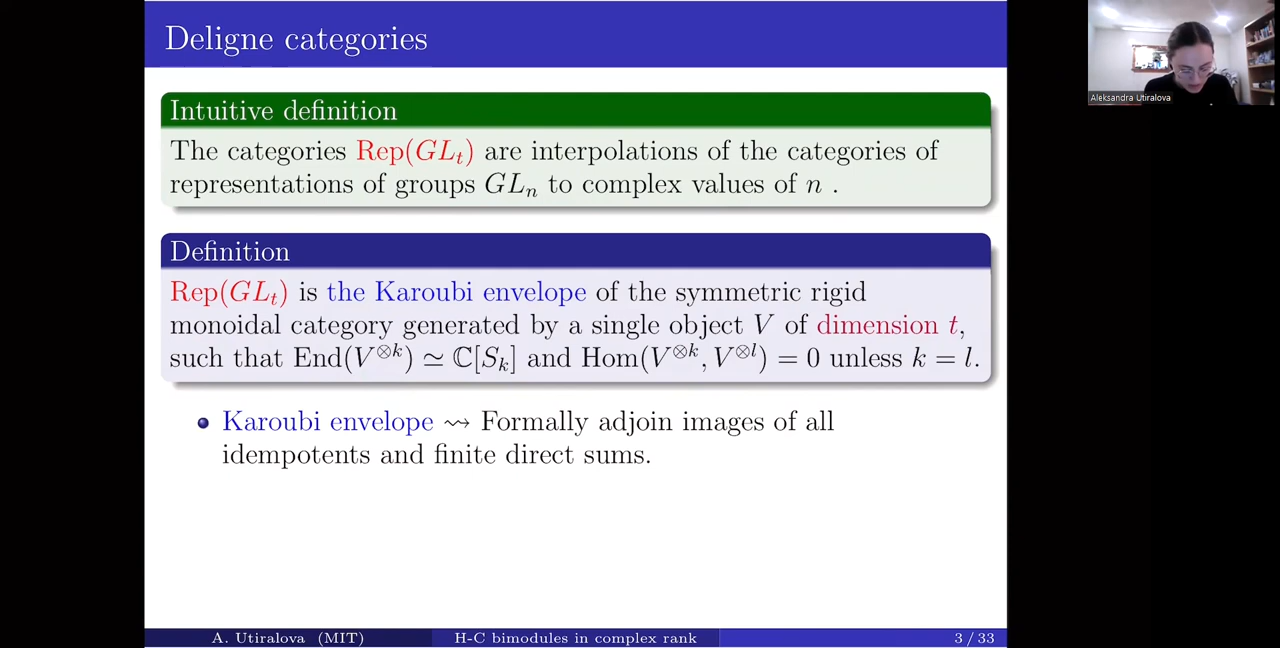 Deligne categories
Intuitive definition
The categories Rep(GL_t) are interpolations of the categories of
representations of groups GL_n to complex values of n .
Definition
Rep(GL_t) is the Karoubi envelope of the symmetric rigid
monoidal category generated by a single object V of dimension t,
such that End(V^{⊗k}) ≃ ℂ[S_k] and Hom(V^{⊗k}, V^{⊗l}) = 0 unless k = l.
• Karoubi envelope ⇝ Formally adjoin images of all
idempotents and finite direct sums.
A. Utiralova (MIT) H-C bimodules in complex rank 3 / 33
Aleksandra Utiralova